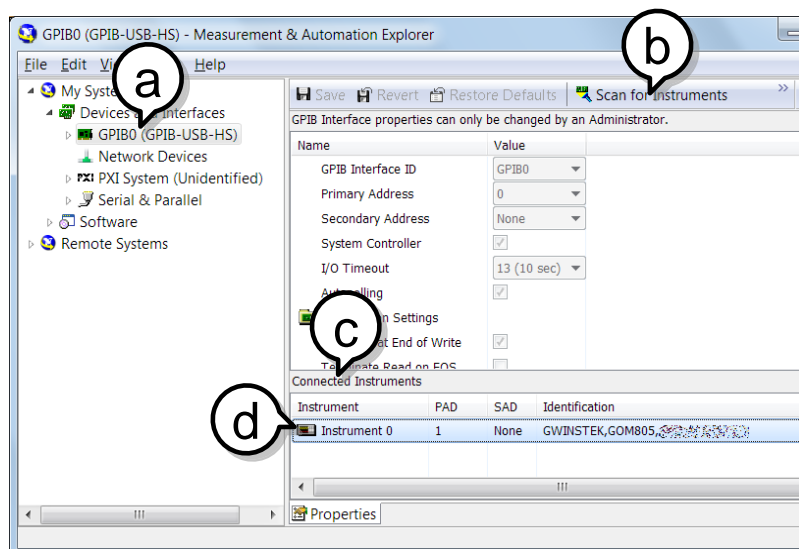 GPIB0 (GPIB-USB-HS) - Measurement & Automation Explorer
File Edit Help
a
b
My System
Devices and Interfaces
GPIB0 (GPIB-USB-HS)
Network Devices
PXI PXI System (Unidentified)
Serial & Parallel
Software
Remote Systems
Save Revert Restore Defaults Scan for Instruments »
GPIB Interface properties can only be changed by an Administrator.
Name Value
GPIB Interface ID GPIB0
Primary Address 0
Secondary Address None
System Controller
I/O Timeout 13 (10 sec)
Autopolling
Settings
c
at End of Write
Terminate Read on EOS
Connected Instruments
Instrument PAD SAD Identification
d
Instrument 0 1 None GWINSTEK,GOM805,
Properties